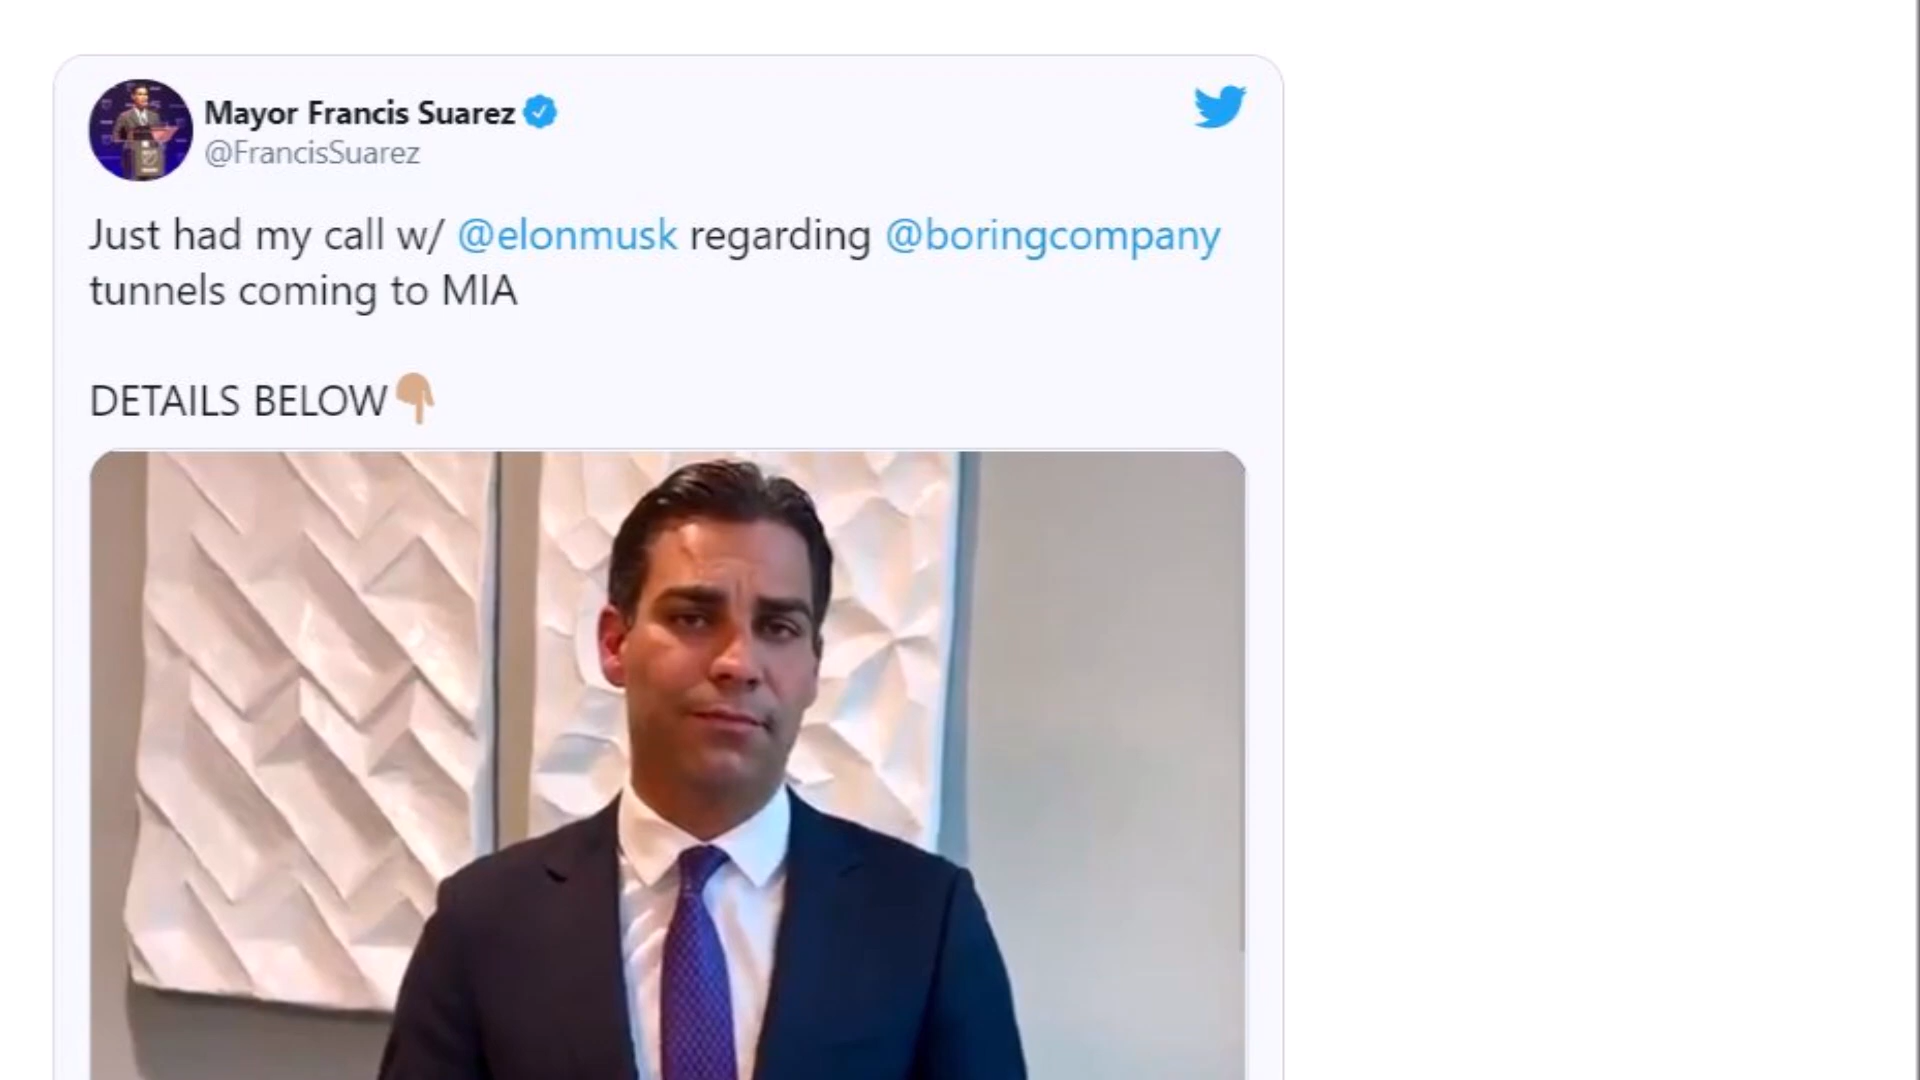 Mayor Francis Suarez
@FrancisSuarez
Just had my call w/ @elonmusk regarding @boringcompany
tunnels coming to MIA
DETAILS BELOW👇🏽